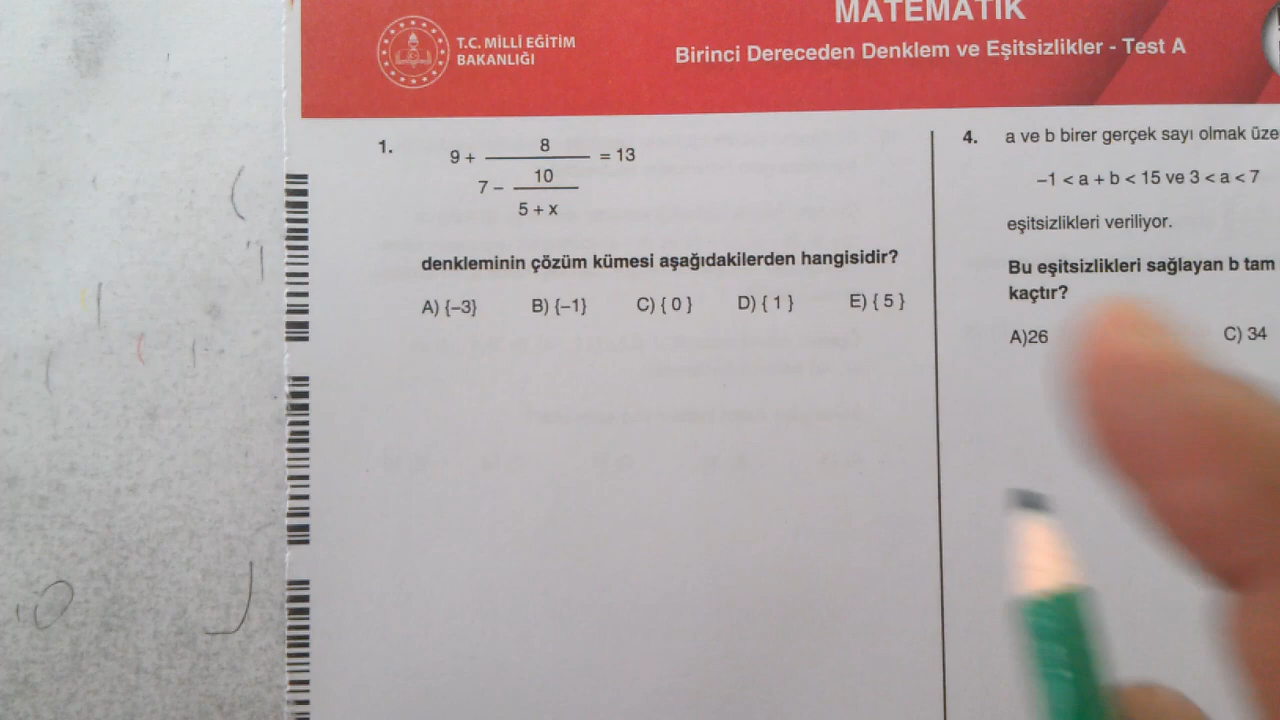 MATEMATİK
T.C. MİLLÎ EĞİTİM
BAKANLIĞI
Birinci Dereceden Denklem ve Eşitsizlikler - Test A
1.
9 + 8 / (7 − 10 / (5 + x)) = 13
denkleminin çözüm kümesi aşağıdakilerden hangisidir?
A) {−3} B) {−1} C) { 0 } D) { 1 } E) { 5 }
4. a ve b birer gerçek sayı olmak üze
−1 < a + b < 15 ve 3 < a < 7
eşitsizlikleri veriliyor.
Bu eşitsizlikleri sağlayan b tam
kaçtır?
A)26 C) 34